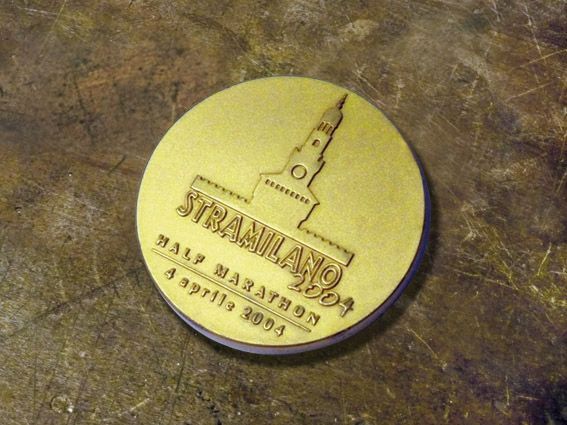 STRAMILANO
2004
HALF MARATHON
4 aprile 2004